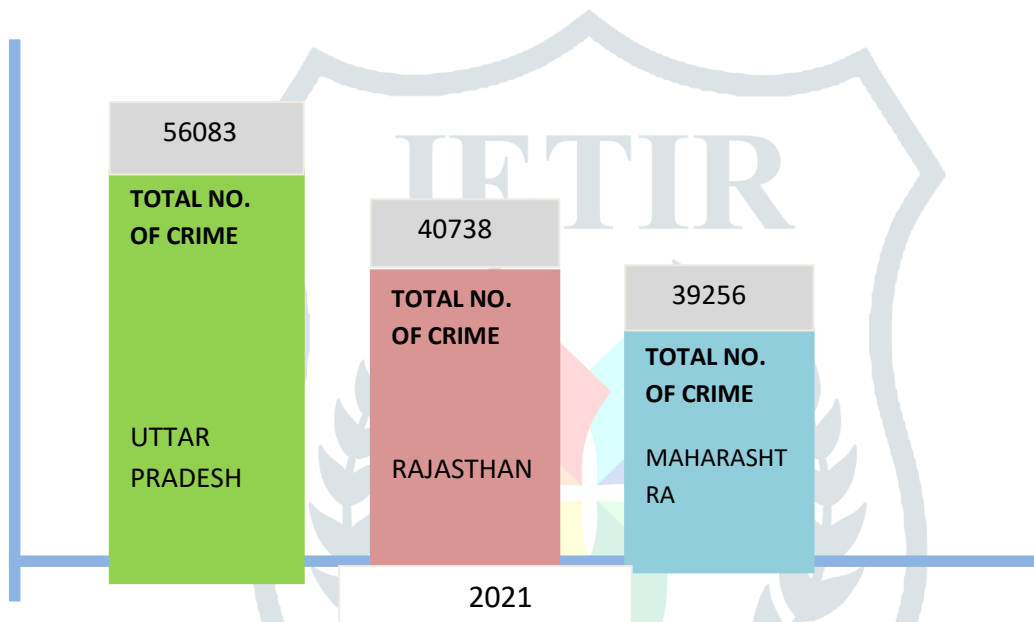 JETIR
56083
TOTAL NO.
OF CRIME
UTTAR
PRADESH
40738
TOTAL NO.
OF CRIME
RAJASTHAN
39256
TOTAL NO.
OF CRIME
MAHARASHT
RA
2021